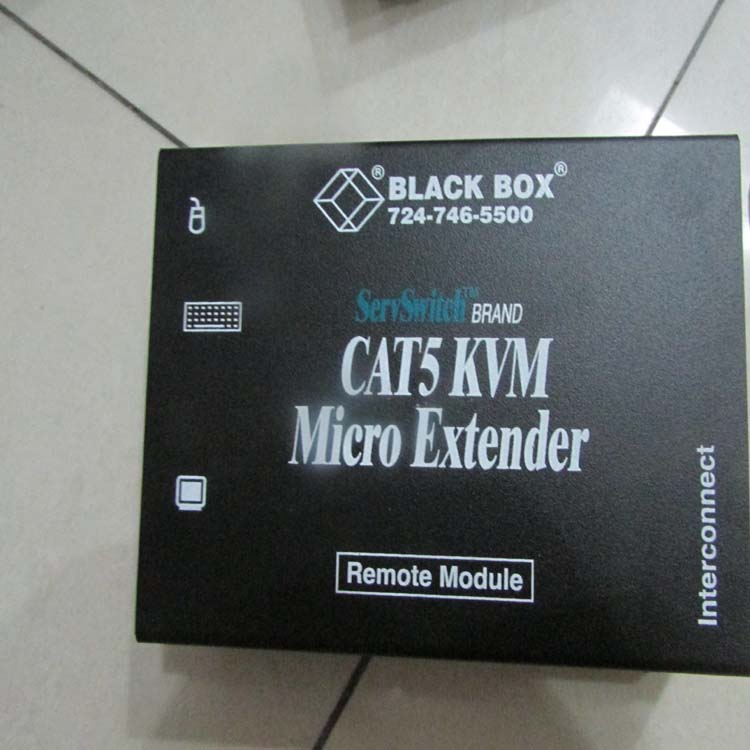 ® BLACK BOX®
724-746-5500
ServSwitch™ BRAND
CAT5 KVM
Micro Extender
Remote Module
Interconnect